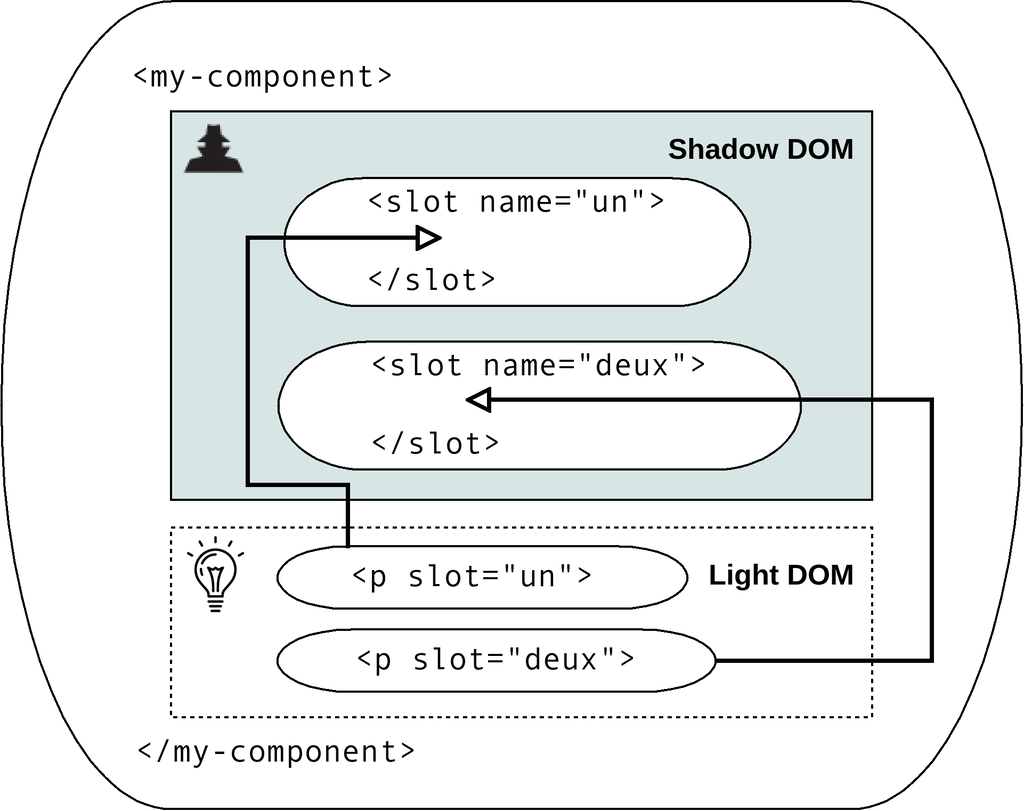 <my-component>
Shadow DOM
<slot name="un">
</slot>
<slot name="deux">
</slot>
<p slot="un">
Light DOM
<p slot="deux">
</my-component>